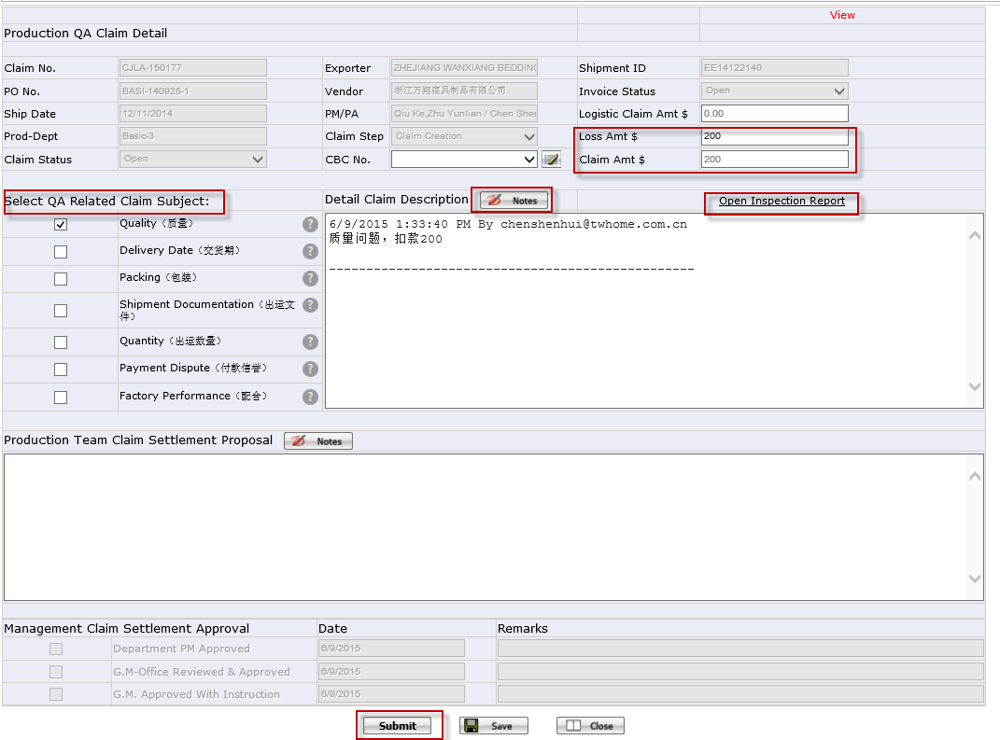 View
Production QA Claim Detail
Claim No. CJLA-150177 Exporter ZHEJIANG WANXIANG BEDDING Shipment ID EE14122140
PO No. BASI-140925-1 Vendor 浙江万翔寝具制品有限公司 Invoice Status Open
Ship Date 12/11/2014 PM/PA Qiu Ke,Zhu Yunlian / Chen Shen Logistic Claim Amt $ 0.00
Prod-Dept Basic-3 Claim Step Claim Creation Loss Amt $ 200
Claim Status Open CBC No. Claim Amt $ 200
Select QA Related Claim Subject: Detail Claim Description Notes Open Inspection Report
Quality（质量） ?
6/9/2015 1:33:40 PM By chenshenhui@twhome.com.cn
质量问题，扣款200
-------------------------------------------------
Delivery Date（交货期） ?
Packing（包装） ?
Shipment Documentation（出运文
件） ?
Quantity（出运数量） ?
Payment Dispute（付款信誉） ?
Factory Performance（配合） ?
Production Team Claim Settlement Proposal Notes
Management Claim Settlement Approval Date Remarks
Department PM Approved 6/9/2015
G.M-Office Reviewed & Approved 6/9/2015
G.M. Approved With Instruction 6/9/2015
Submit Save Close